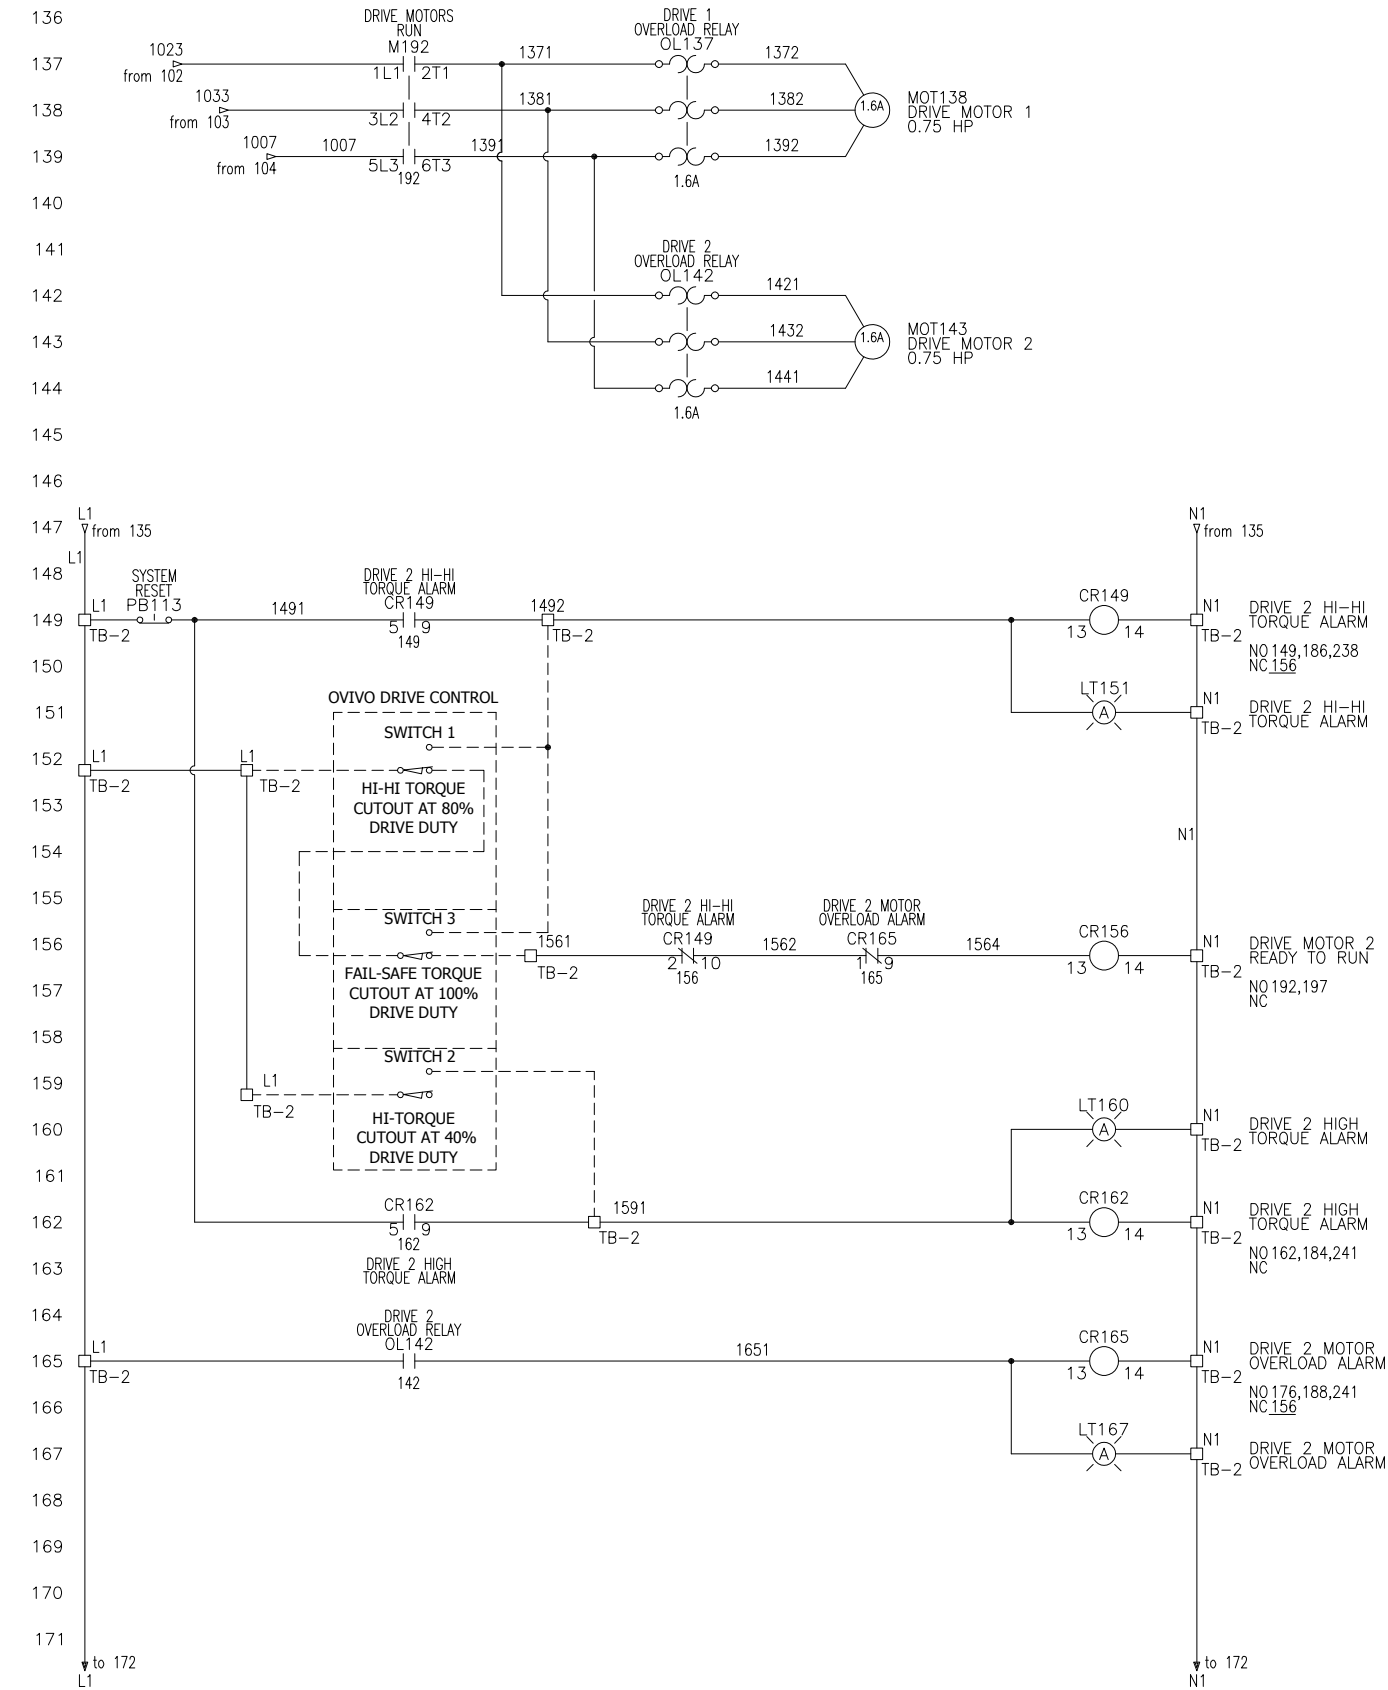 136
DRIVE MOTORS
RUN
M192
DRIVE 1
OVERLOAD RELAY
OL137
137
1023
from 102
1L1
2T1
1371
1372
138
1033
from 103
3L2
4T2
1381
1382
1.6A
MOT138
DRIVE MOTOR 1
0.75 HP
139
1007
from 104
1007
5L3
6T3
192
1391
1392
1.6A
140
141
DRIVE 2
OVERLOAD RELAY
OL142
142
1421
143
1432
1.6A
MOT143
DRIVE MOTOR 2
0.75 HP
144
1441
1.6A
145
146
147
L1
from 135
N1
from 135
L1
148
SYSTEM
RESET
PB113
DRIVE 2 HI-HI
TORQUE ALARM
CR149
CR149
149
L1
TB-2
1491
5
9
149
1492
TB-2
13
14
N1
TB-2
DRIVE 2 HI-HI
TORQUE ALARM
NO 149,186,238
NC 156
150
151
OVIVO DRIVE CONTROL
LT151
A
N1
TB-2
DRIVE 2 HI-HI
TORQUE ALARM
SWITCH 1
152
L1
TB-2
L1
TB-2
HI-HI TORQUE
CUTOUT AT 80%
DRIVE DUTY
153
N1
154
155
SWITCH 3
DRIVE 2 HI-HI
TORQUE ALARM
CR149
DRIVE 2 MOTOR
OVERLOAD ALARM
CR165
CR156
156
1561
TB-2
2
10
156
1562
1
9
165
1564
13
14
N1
TB-2
DRIVE MOTOR 2
READY TO RUN
NO 192,197
NC
FAIL-SAFE TORQUE
CUTOUT AT 100%
DRIVE DUTY
157
158
SWITCH 2
159
L1
TB-2
HI-TORQUE
CUTOUT AT 40%
DRIVE DUTY
160
LT160
A
N1
TB-2
DRIVE 2 HIGH
TORQUE ALARM
161
CR162
CR162
162
5
9
162
DRIVE 2 HIGH
TORQUE ALARM
1591
TB-2
13
14
N1
TB-2
DRIVE 2 HIGH
TORQUE ALARM
NO 162,184,241
NC
163
164
DRIVE 2
OVERLOAD RELAY
OL142
CR165
165
L1
TB-2
142
1651
13
14
N1
TB-2
DRIVE 2 MOTOR
OVERLOAD ALARM
NO 176,188,241
NC 156
166
167
LT167
A
N1
TB-2
DRIVE 2 MOTOR
OVERLOAD ALARM
168
169
170
171
to 172
L1
to 172
N1